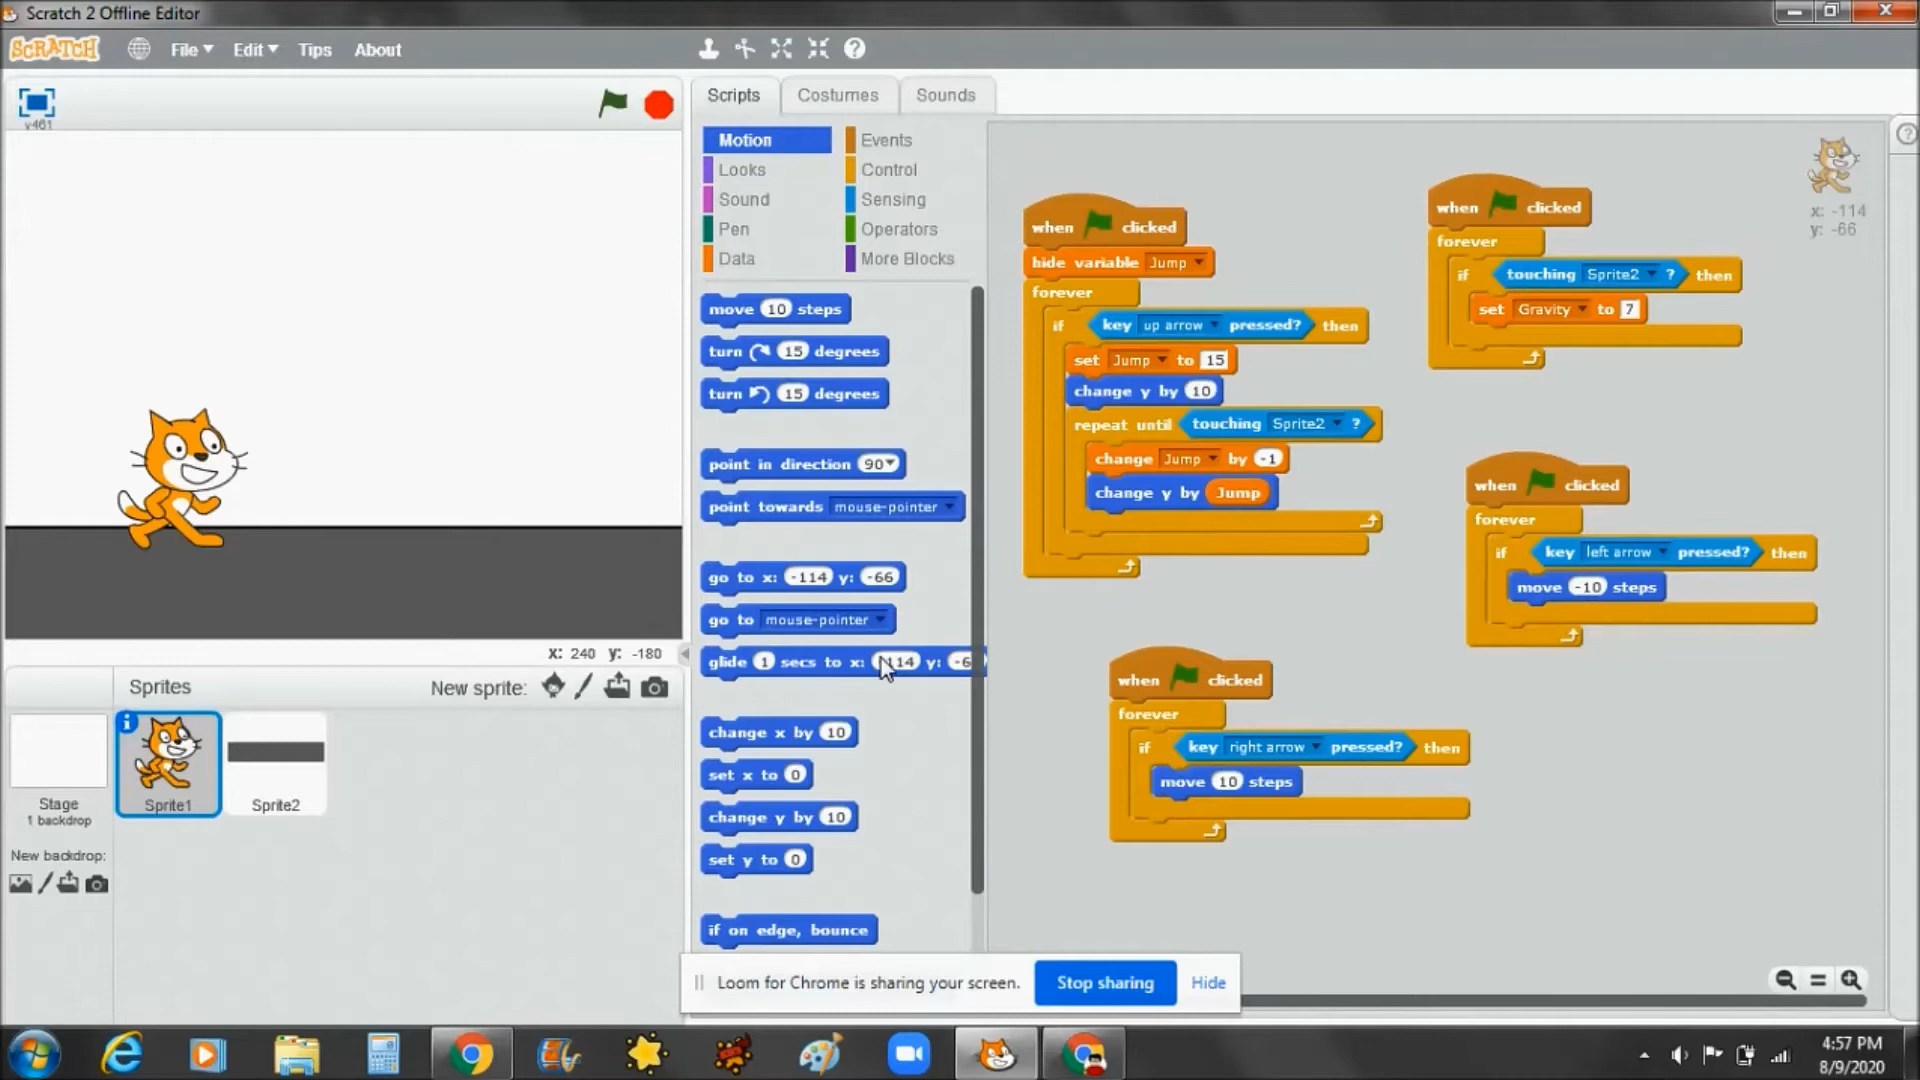 Scratch 2 Offline Editor
SCRATCH File Edit Tips About
v461
Scripts Costumes Sounds
Motion Events
Looks Control
Sound Sensing
Pen Operators
Data More Blocks
move 10 steps
turn 15 degrees
turn 15 degrees
point in direction 90
point towards mouse-pointer
go to x: -114 y: -66
go to mouse-pointer
glide 1 secs to x: 114 y: -6
change x by 10
set x to 0
change y by 10
set y to 0
if on edge, bounce
when clicked
hide variable Jump
forever
if key up arrow pressed? then
set Jump to 15
change y by 10
repeat until touching Sprite2 ?
change Jump by -1
change y by Jump
when clicked
forever
if touching Sprite2 ? then
set Gravity to 7
x: -114
y: -66
when clicked
forever
if key left arrow pressed? then
move -10 steps
when clicked
forever
if key right arrow pressed? then
move 10 steps
x: 240 y: -180
Sprites New sprite:
Stage
1 backdrop
Sprite1
Sprite2
New backdrop:
Loom for Chrome is sharing your screen. Stop sharing Hide
4:57 PM
8/9/2020